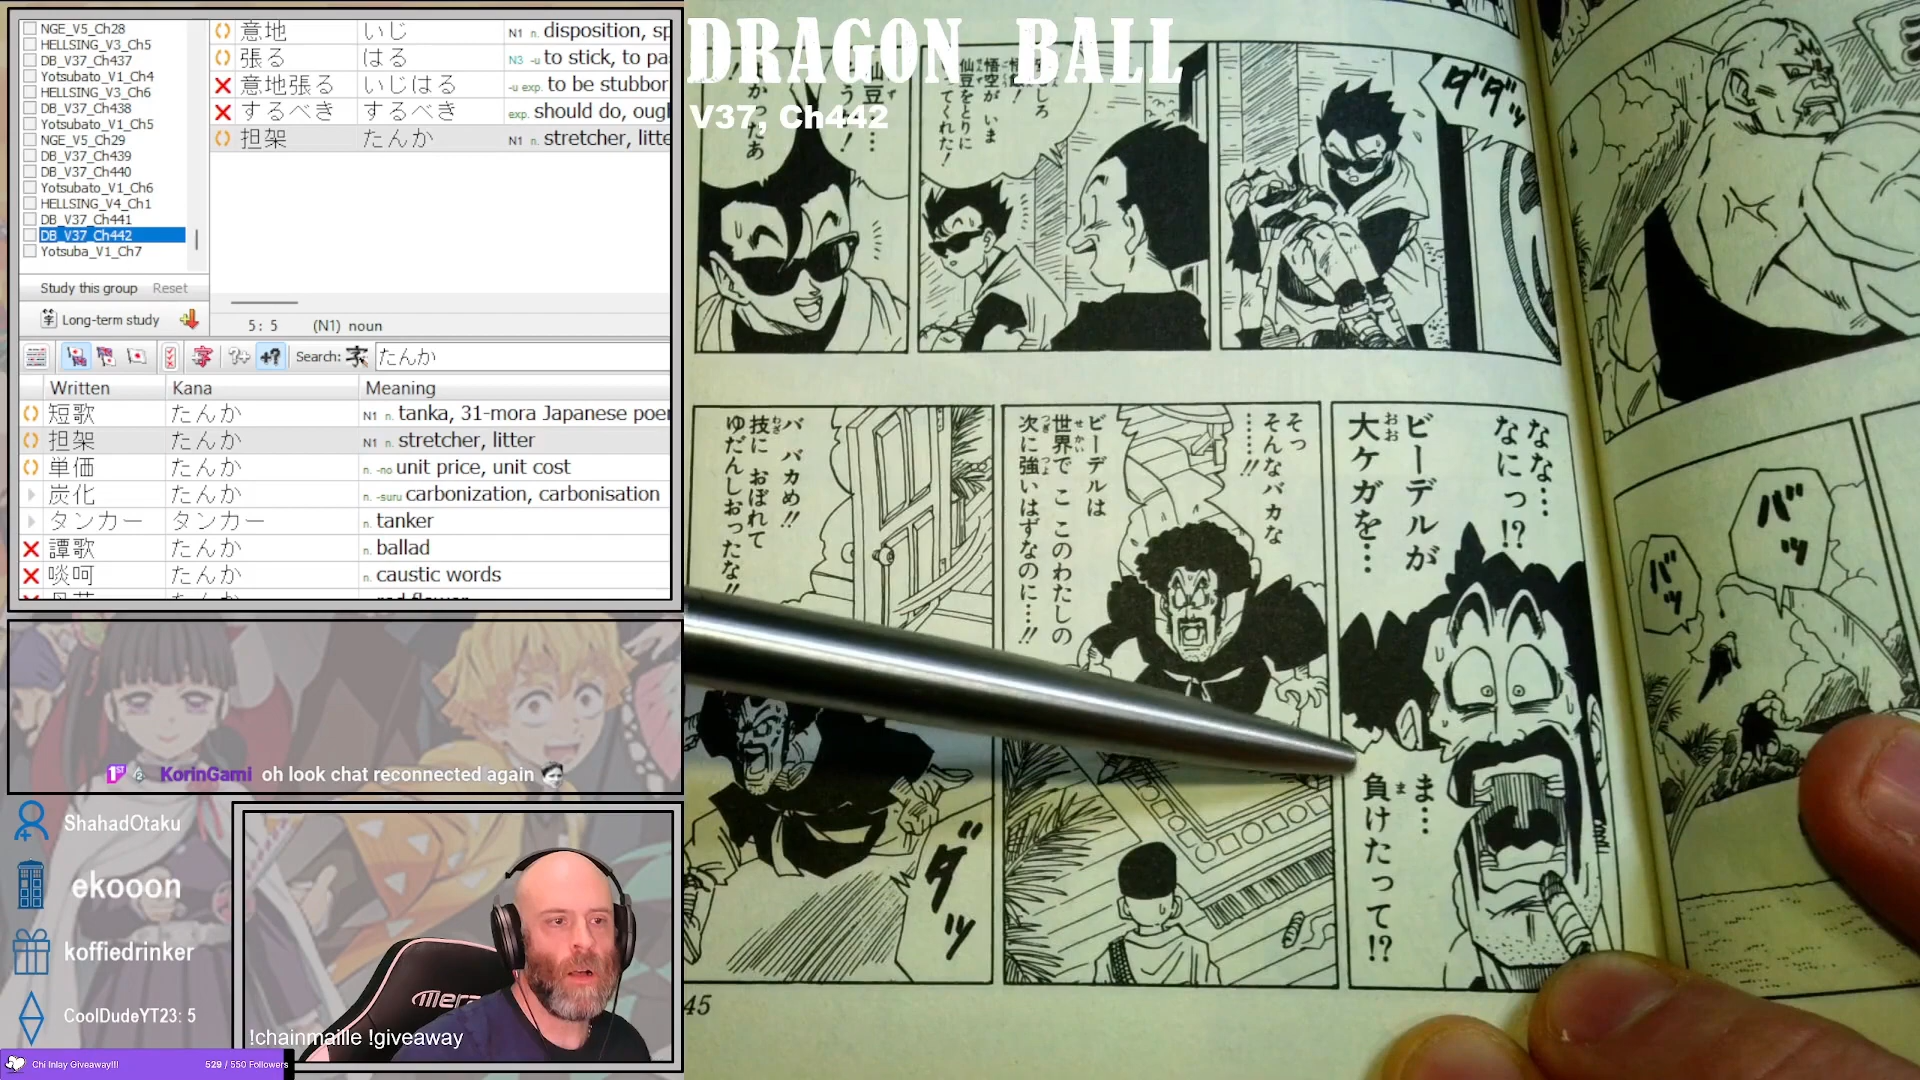 NGE_V5_Ch28
HELLSING_V3_Ch5
DB_V37_Ch437
Yotsubato_V1_Ch4
HELLSING_V3_Ch6
DB_V37_Ch438
Yotsubato_V1_Ch5
NGE_V5_Ch29
DB_V37_Ch439
DB_V37_Ch440
Yotsubato_V1_Ch6
HELLSING_V4_Ch1
DB_V37_Ch441
DB_V37_Ch442
Yotsuba_V1_Ch7
Study this group Reset
Long-term study
意地 いじ N1 n. disposition, sp
張る はる N3 -u to stick, to pa
意地張る いじはる -u exp. to be stubbor
するべき するべき exp. should do, oug
担架 たんか N1 n. stretcher, litte
5: 5 (N1) noun
Search: たんか
Written Kana Meaning
短歌 たんか N1 n. tanka, 31-mora Japanese poe
担架 たんか N1 n. stretcher, litter
単価 たんか n. -no unit price, unit cost
炭化 たんか n. -suru carbonization, carbonisation
タンカー タンカー n. tanker
譚歌 たんか n. ballad
啖呵 たんか n. caustic words
KorinGami oh look chat reconnected again
ShahadOtaku
ekooon
koffiedrinker
CoolDudeYT23: 5
Chi Inlay Giveaway!!!
529 / 550 Followers
!chainmaille !giveaway
DRAGON BALL
V37, Ch442
ダダッ
悟空が いま
仙豆をとりに
てくれた!
なな…
なにっ!?
ビーデルが
大ケガを…
ま…
負けたって!?
そっ
そんなバカな
……!!
ビーデルは
世界で こ このわたしの
次に強いはずなのに…!!
バ バカめ!!
技に おぼれて
ゆだんしおったな!!
ダッ
バッ
バッ
45